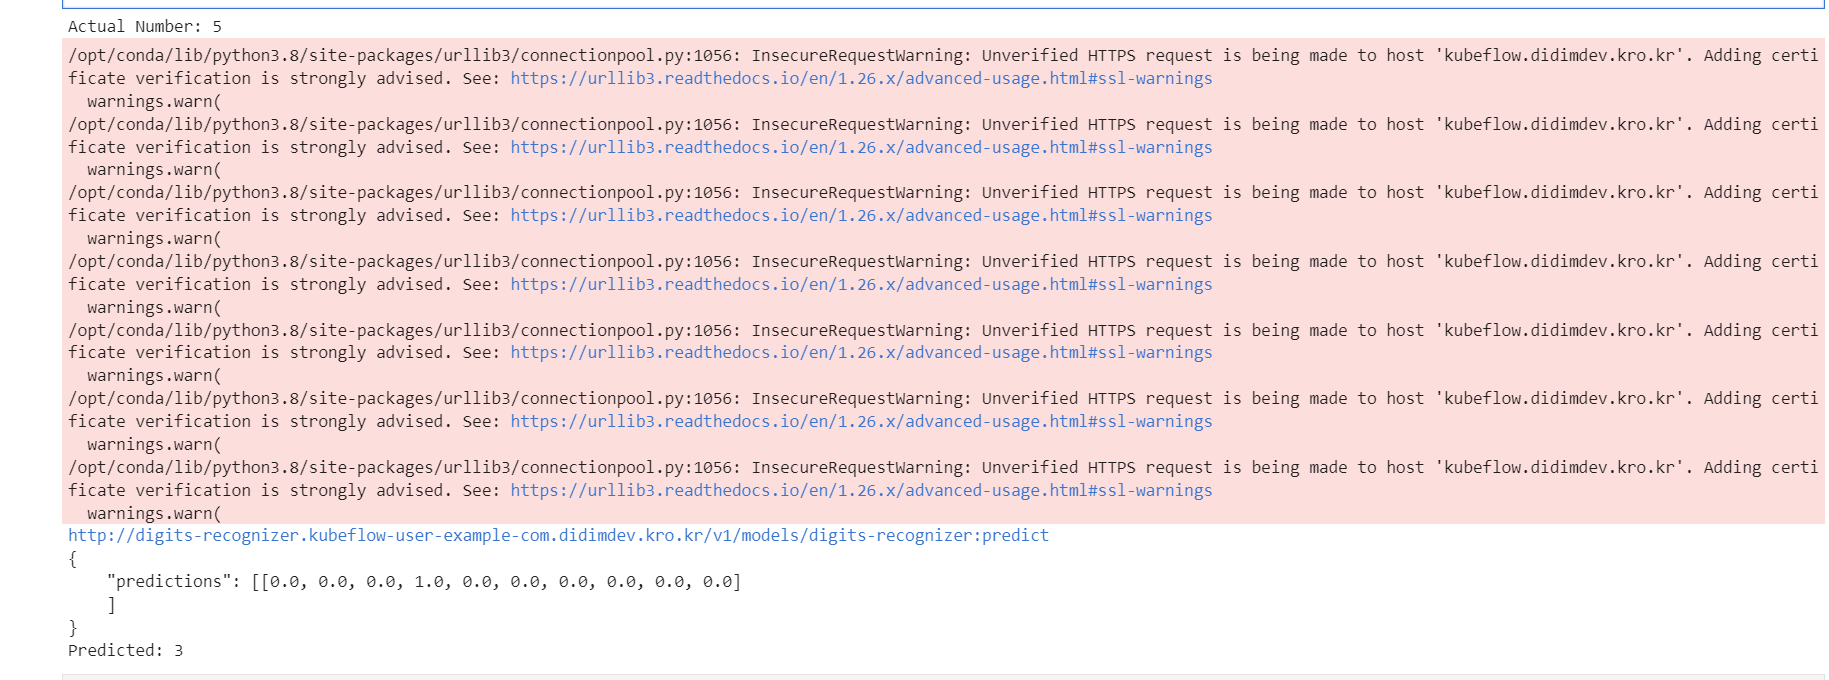 Actual Number: 5
/opt/conda/lib/python3.8/site-packages/urllib3/connectionpool.py:1056: InsecureRequestWarning: Unverified HTTPS request is being made to host 'kubeflow.didimdev.kro.kr'. Adding certi
ficate verification is strongly advised. See: https://urllib3.readthedocs.io/en/1.26.x/advanced-usage.html#ssl-warnings
  warnings.warn(
/opt/conda/lib/python3.8/site-packages/urllib3/connectionpool.py:1056: InsecureRequestWarning: Unverified HTTPS request is being made to host 'kubeflow.didimdev.kro.kr'. Adding certi
ficate verification is strongly advised. See: https://urllib3.readthedocs.io/en/1.26.x/advanced-usage.html#ssl-warnings
  warnings.warn(
/opt/conda/lib/python3.8/site-packages/urllib3/connectionpool.py:1056: InsecureRequestWarning: Unverified HTTPS request is being made to host 'kubeflow.didimdev.kro.kr'. Adding certi
ficate verification is strongly advised. See: https://urllib3.readthedocs.io/en/1.26.x/advanced-usage.html#ssl-warnings
  warnings.warn(
/opt/conda/lib/python3.8/site-packages/urllib3/connectionpool.py:1056: InsecureRequestWarning: Unverified HTTPS request is being made to host 'kubeflow.didimdev.kro.kr'. Adding certi
ficate verification is strongly advised. See: https://urllib3.readthedocs.io/en/1.26.x/advanced-usage.html#ssl-warnings
  warnings.warn(
/opt/conda/lib/python3.8/site-packages/urllib3/connectionpool.py:1056: InsecureRequestWarning: Unverified HTTPS request is being made to host 'kubeflow.didimdev.kro.kr'. Adding certi
ficate verification is strongly advised. See: https://urllib3.readthedocs.io/en/1.26.x/advanced-usage.html#ssl-warnings
  warnings.warn(
/opt/conda/lib/python3.8/site-packages/urllib3/connectionpool.py:1056: InsecureRequestWarning: Unverified HTTPS request is being made to host 'kubeflow.didimdev.kro.kr'. Adding certi
ficate verification is strongly advised. See: https://urllib3.readthedocs.io/en/1.26.x/advanced-usage.html#ssl-warnings
  warnings.warn(
/opt/conda/lib/python3.8/site-packages/urllib3/connectionpool.py:1056: InsecureRequestWarning: Unverified HTTPS request is being made to host 'kubeflow.didimdev.kro.kr'. Adding certi
ficate verification is strongly advised. See: https://urllib3.readthedocs.io/en/1.26.x/advanced-usage.html#ssl-warnings
  warnings.warn(
http://digits-recognizer.kubeflow-user-example-com.didimdev.kro.kr/v1/models/digits-recognizer:predict
{
    "predictions": [[0.0, 0.0, 0.0, 1.0, 0.0, 0.0, 0.0, 0.0, 0.0, 0.0]
    ]
}
Predicted: 3